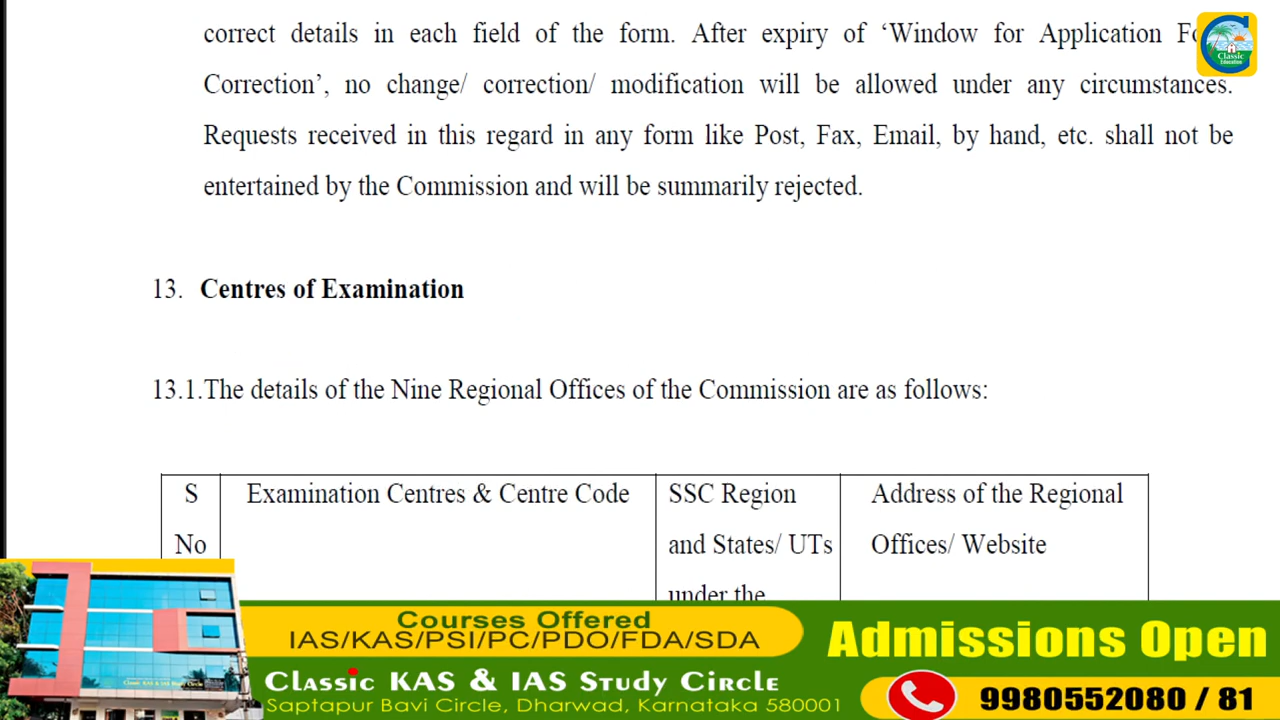 correct details in each field of the form. After expiry of ‘Window for Application
Correction’, no change/ correction/ modification will be allowed under any circumstances.
Requests received in this regard in any form like Post, Fax, Email, by hand, etc. shall not be
entertained by the Commission and will be summarily rejected.
Classic
Education
13. Centres of Examination
13.1.The details of the Nine Regional Offices of the Commission are as follows:
S Examination Centres & Centre Code SSC Region Address of the Regional
No and States/ UTs Offices/ Website
under the
Courses Offered
IAS/KAS/PSI/PC/PDO/FDA/SDA
Admissions Open
Classic KAS & IAS Study Circle
Saptapur Bavi Circle, Dharwad, Karnataka 580001
9980552080 / 81